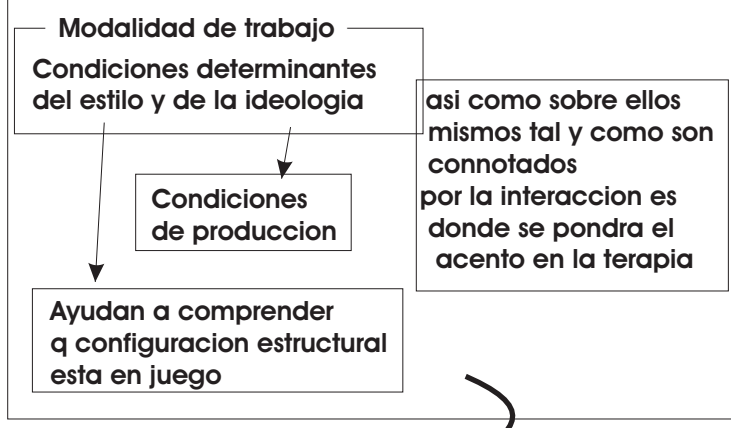 Modalidad de trabajo
Condiciones determinantes
del estilo y de la ideologia
asi como sobre ellos
mismos tal y como son
connotados
por la interaccion es
donde se pondra el
acento en la terapia
Condiciones
de produccion
Ayudan a comprender
q configuracion estructural
esta en juego